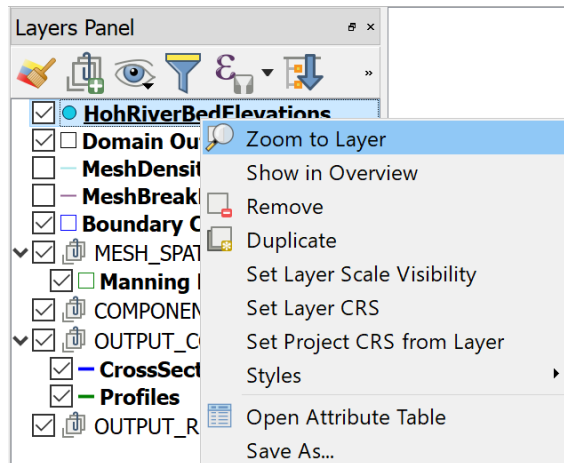 Layers Panel
»
HohRiverBedElevations
Domain Ou
MeshDensit
MeshBreak
Boundary C
MESH_SPAT
Manning
COMPONEN
OUTPUT_C
CrossSect
Profiles
OUTPUT_R
Zoom to Layer
Show in Overview
Remove
Duplicate
Set Layer Scale Visibility
Set Layer CRS
Set Project CRS from Layer
Styles
Open Attribute Table
Save As...